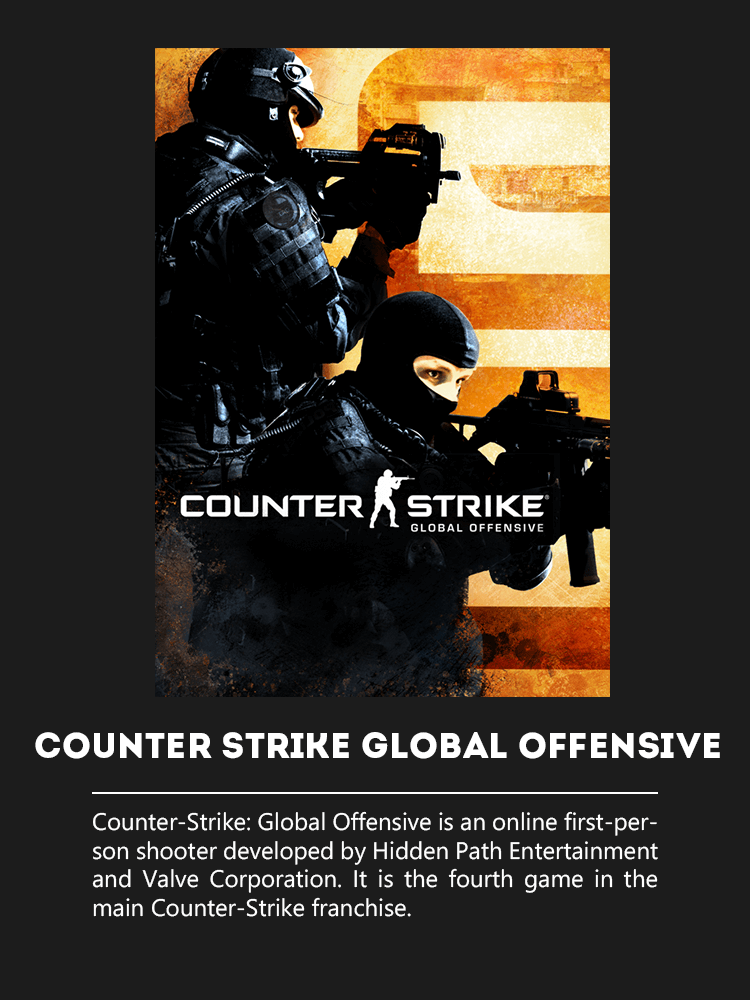 COUNTER STRIKE®
GLOBAL OFFENSIVE
COUNTER STRIKE GLOBAL OFFENSIVE
Counter-Strike: Global Offensive is an online first-per-
son shooter developed by Hidden Path Entertainment
and Valve Corporation. It is the fourth game in the
main Counter-Strike franchise.